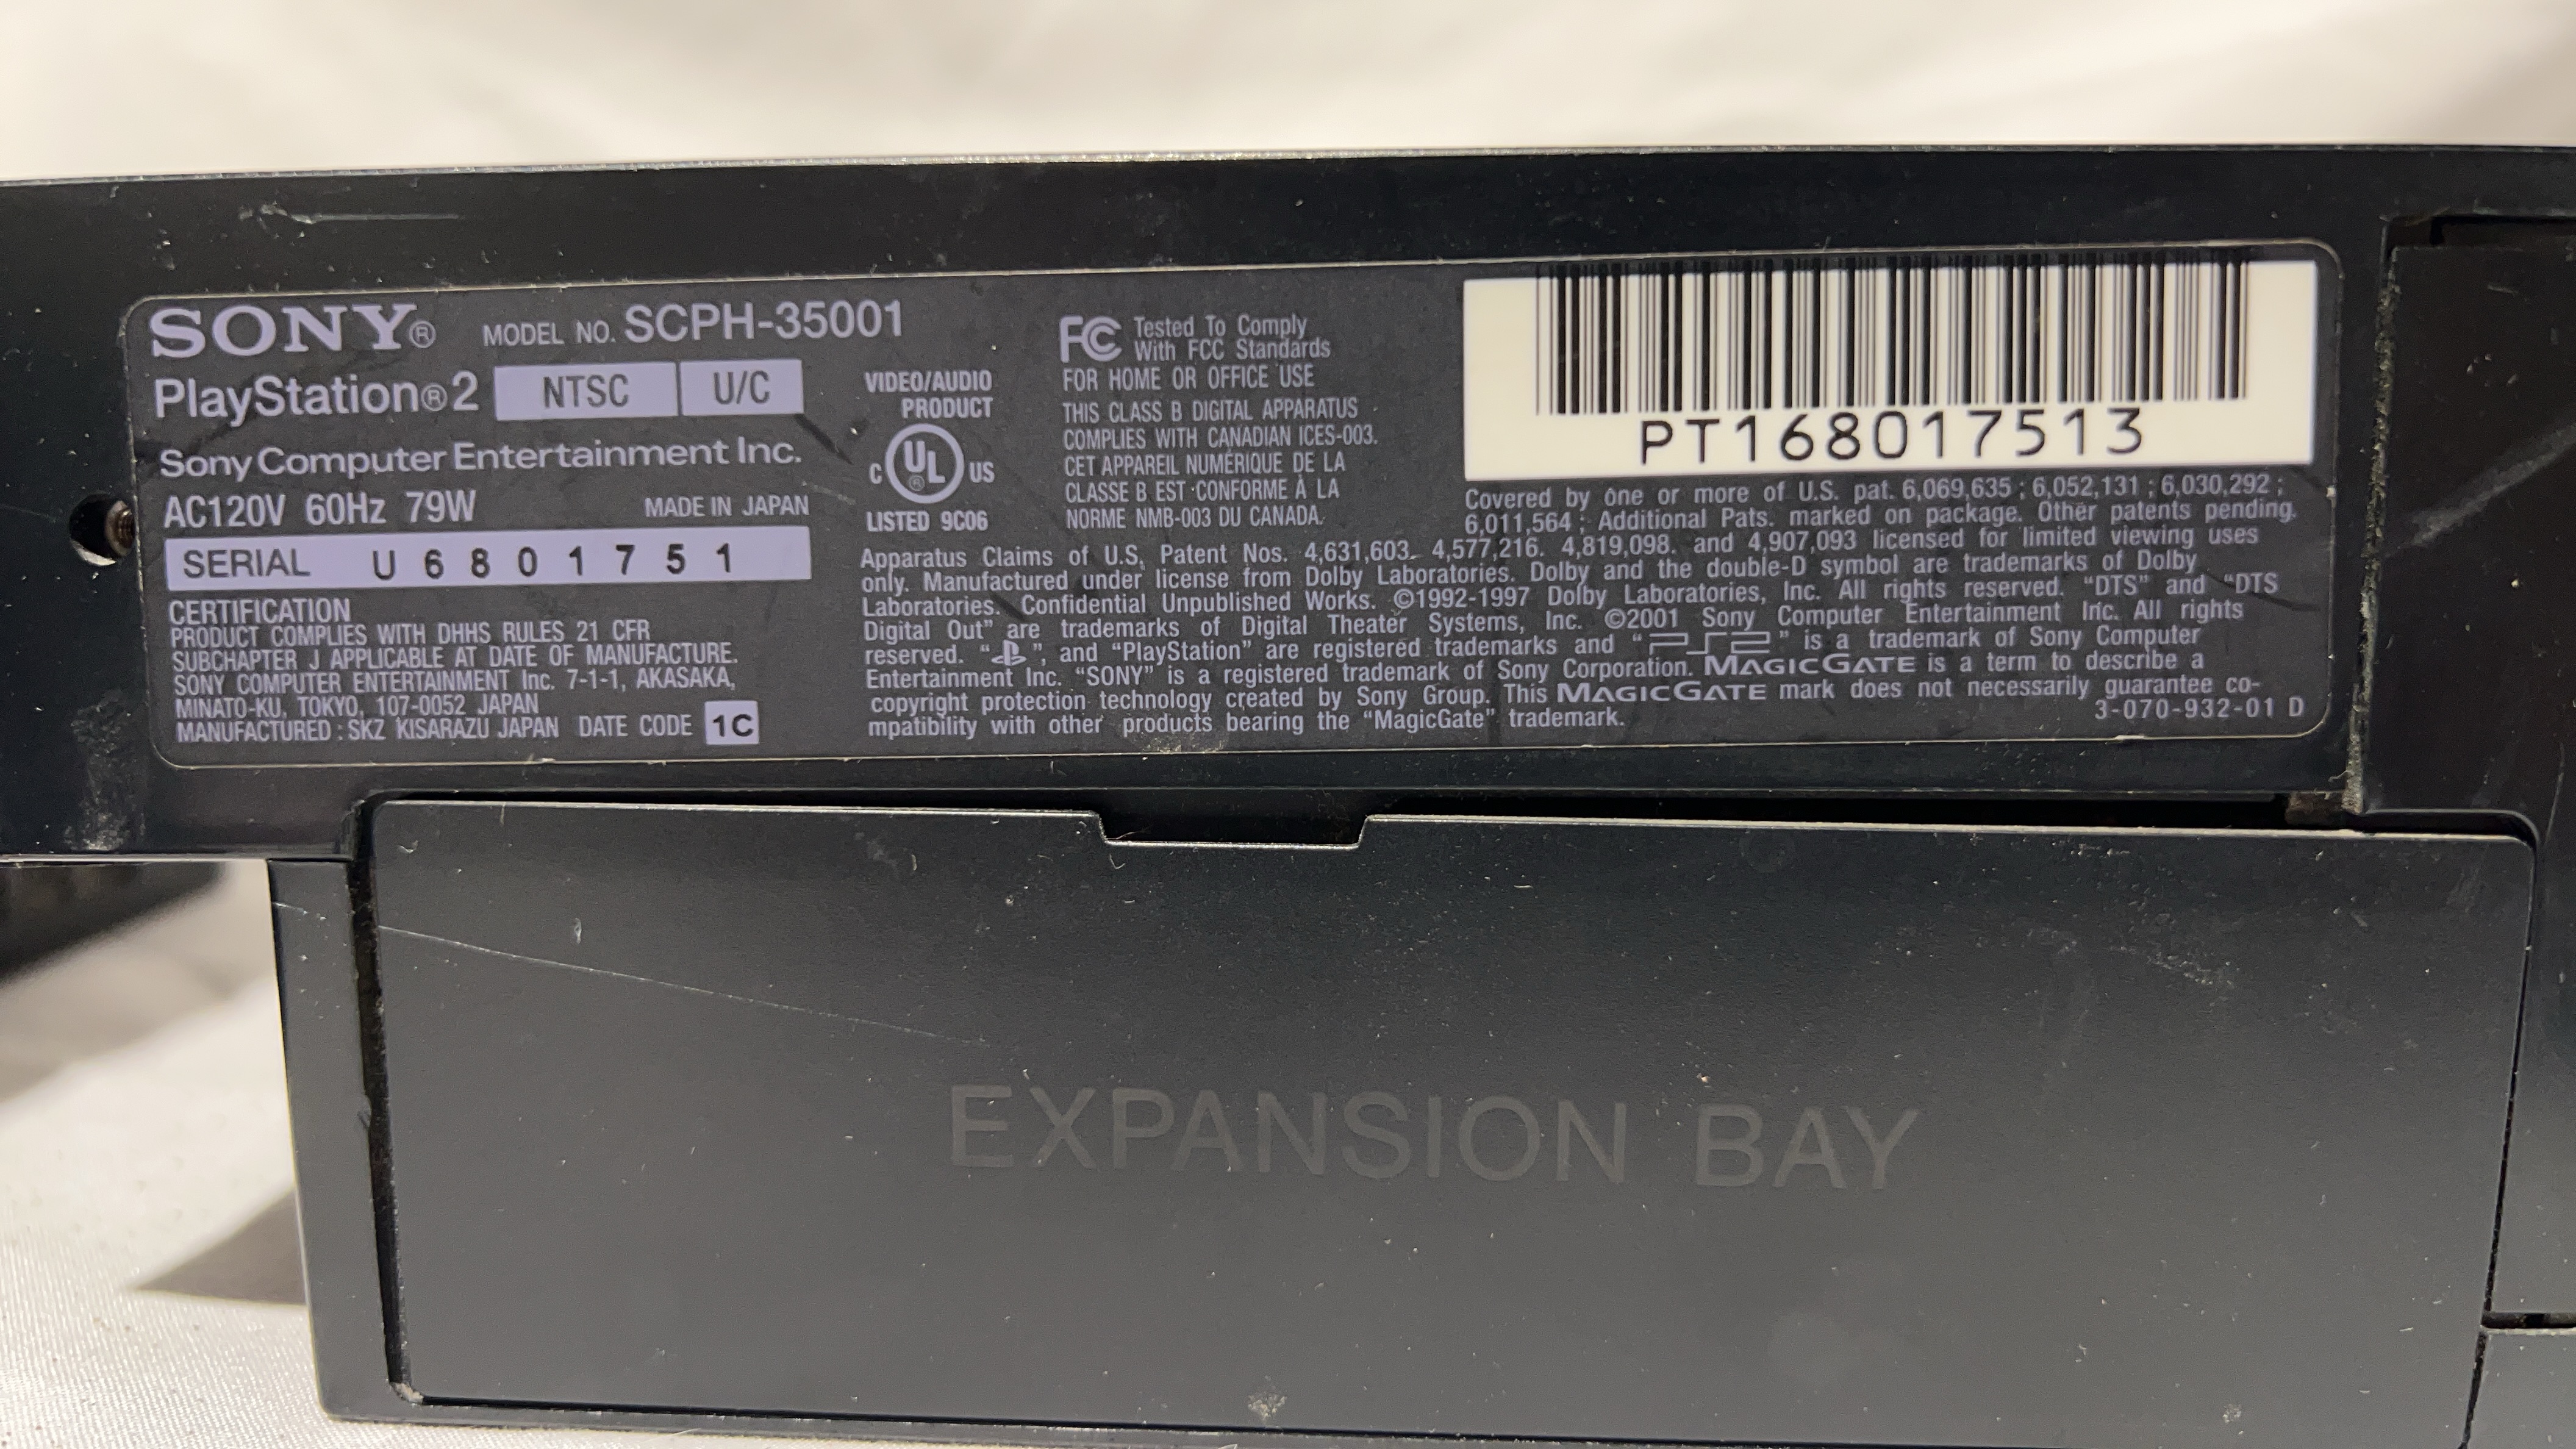 SONY® MODEL NO. SCPH-35001
PlayStation®2 NTSC U/C
Sony Computer Entertainment Inc.
AC120V 60Hz 79W MADE IN JAPAN
SERIAL U6801751
CERTIFICATION
PRODUCT COMPLIES WITH DHHS RULES 21 CFR
SUBCHAPTER J APPLICABLE AT DATE OF MANUFACTURE.
SONY COMPUTER ENTERTAINMENT Inc. 7-1-1, AKASAKA,
MINATO-KU, TOKYO, 107-0052 JAPAN
MANUFACTURED : SKZ KISARAZU JAPAN DATE CODE 1C
VIDEO/AUDIO
PRODUCT
C UL® US
LISTED 9C06
FC Tested To Comply
With FCC Standards
FOR HOME OR OFFICE USE
THIS CLASS B DIGITAL APPARATUS
COMPLIES WITH CANADIAN ICES-003.
CET APPAREIL NUMÉRIQUE DE LA
CLASSE B EST CONFORME À LA
NORME NMB-003 DU CANADA.
PT168017513
Covered by one or more of U.S. pat. 6,069,635 ; 6,052,131 ; 6,030,292 ;
6,011,564 ; Additional Pats. marked on package. Other patents pending.
Apparatus Claims of U.S. Patent Nos. 4,631,603. 4,577,216. 4,819,098. and 4,907,093 licensed for limited viewing uses
only. Manufactured under license from Dolby Laboratories. Dolby and the double-D symbol are trademarks of Dolby
Laboratories. Confidential Unpublished Works. ©1992-1997 Dolby Laboratories, Inc. All rights reserved. “DTS” and “DTS
Digital Out” are trademarks of Digital Theater Systems, Inc. ©2001 Sony Computer Entertainment Inc. All rights
reserved. “PS”, and “PlayStation” are registered trademarks and “PS2” is a trademark of Sony Computer
Entertainment Inc. “SONY” is a registered trademark of Sony Corporation. MAGICGATE is a term to describe a
copyright protection technology created by Sony Group. This MAGICGATE mark does not necessarily guarantee co-
mpatibility with other products bearing the “MagicGate” trademark.
3-070-932-01 D
EXPANSION BAY